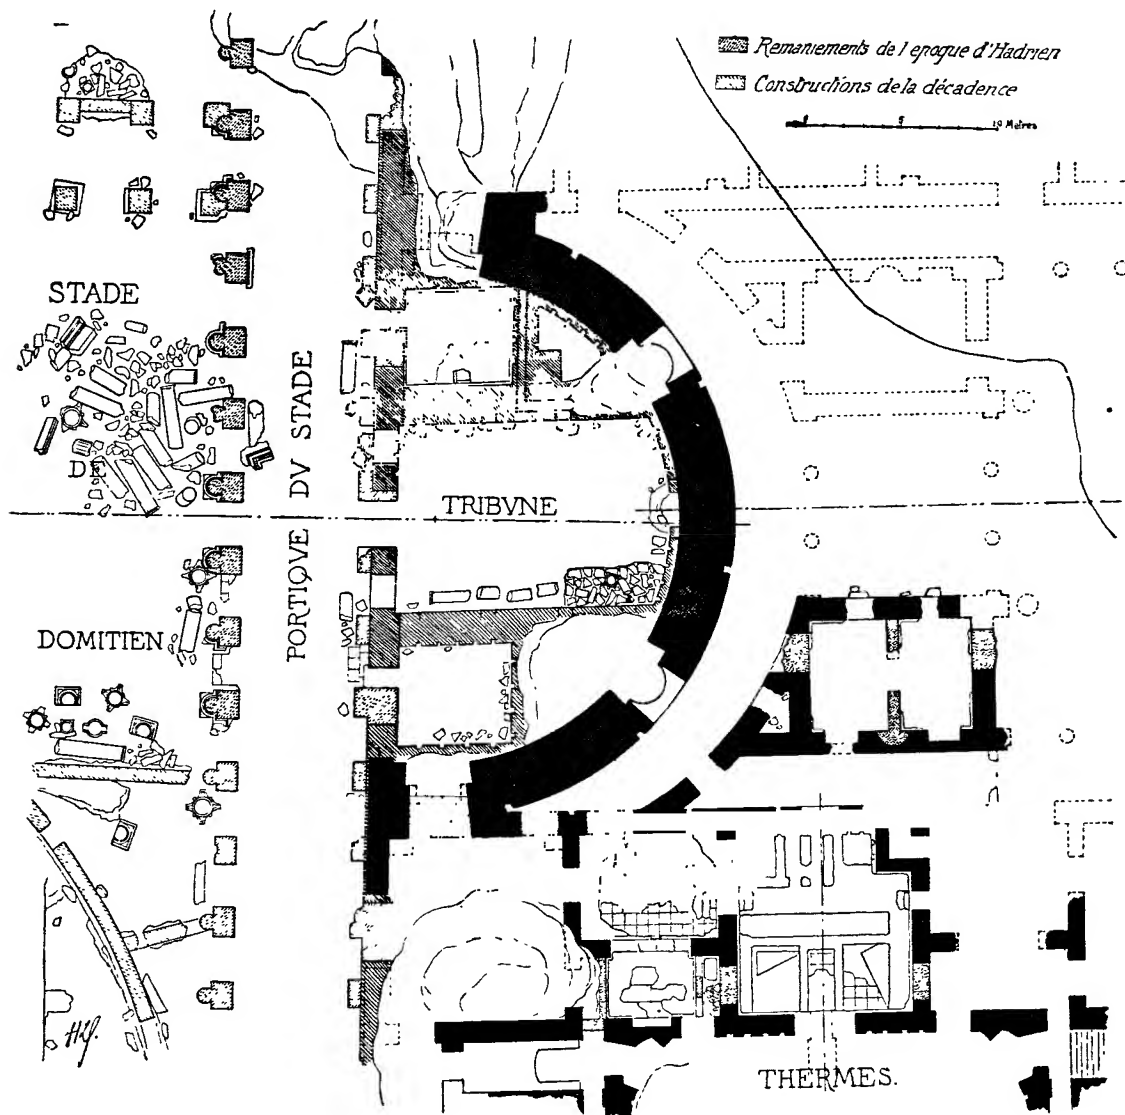 Remaniements de l'epoque d'Hadrien
Constructions de la décadence
5 10 Mètres
STADE
DE
DOMITIEN
PORTIQVE DV STADE
TRIBVNE
THERMES.